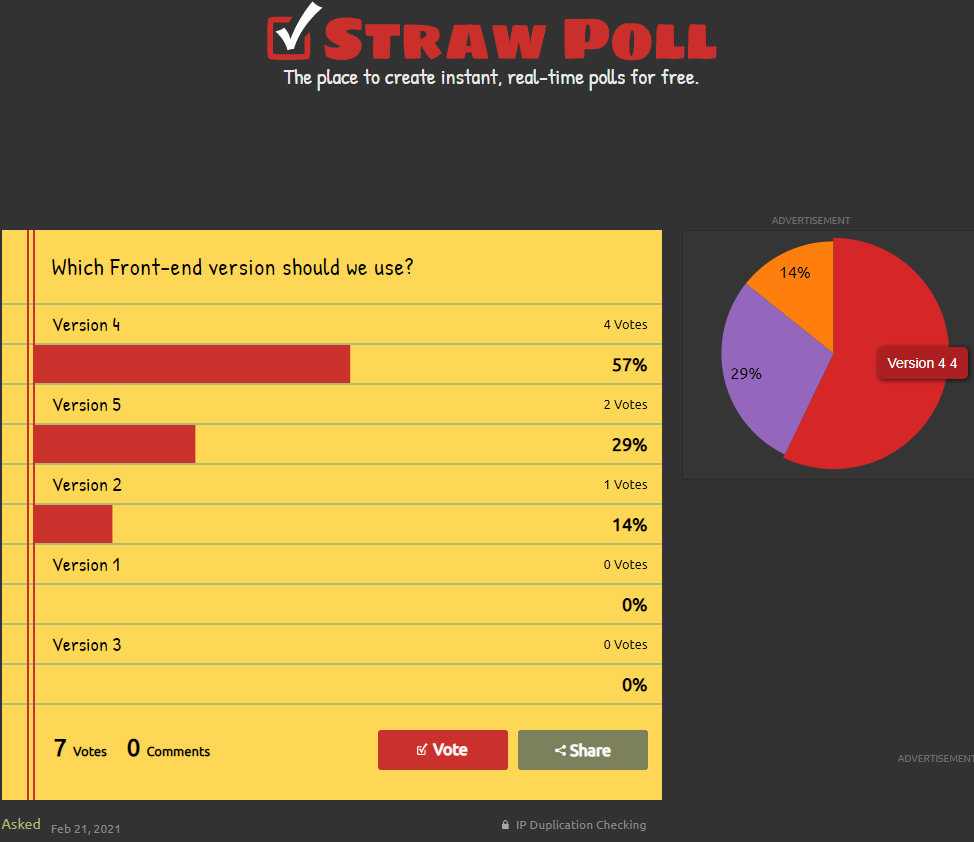 STRAW POLL
The place to create instant, real-time polls for free.
ADVERTISEMENT
Which Front-end version should we use?
Version 4 4 Votes
57%
Version 5 2 Votes
29%
Version 2 1 Votes
14%
Version 1 0 Votes
0%
Version 3 0 Votes
0%
7 Votes 0 Comments Vote Share
Asked Feb 21, 2021 IP Duplication Checking
14%
Version 4 4
29%
ADVERTISEMENT